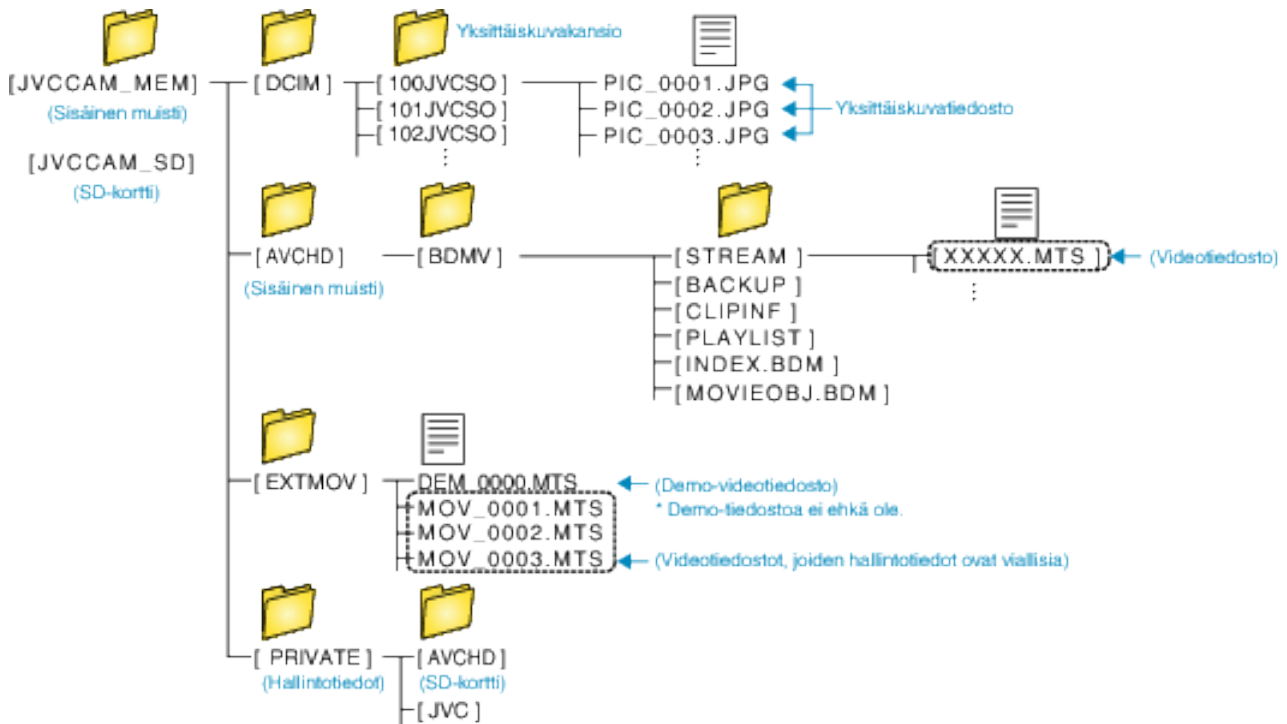 Yksittäiskuvakansio
[JVCCAM_MEM]
[DCIM]
[100JVCSO]
PIC_0001.JPG
(Sisäinen muisti)
[101JVCSO]
PIC_0002.JPG
Yksittäiskuvatiedosto
[102JVCSO]
PIC_0003.JPG
[JVCCAM_SD]
(SD-kortti)
[AVCHD]
[BDMV]
[STREAM]
[XXXXX.MTS]
(Videotiedosto)
(Sisäinen muisti)
[BACKUP]
[CLIPINF]
[PLAYLIST]
[INDEX.BDM]
[MOVIEOBJ.BDM]
[EXTMOV]
DEM_0000.MTS
(Demo-videotiedosto)
MOV_0001.MTS
* Demo-tiedostoa ei ehkä ole.
MOV_0002.MTS
MOV_0003.MTS
(Videotiedostot, joiden hallintotiedot ovat viallisia)
[PRIVATE]
[AVCHD]
(Hallintotiedot)
(SD-kortti)
[JVC]